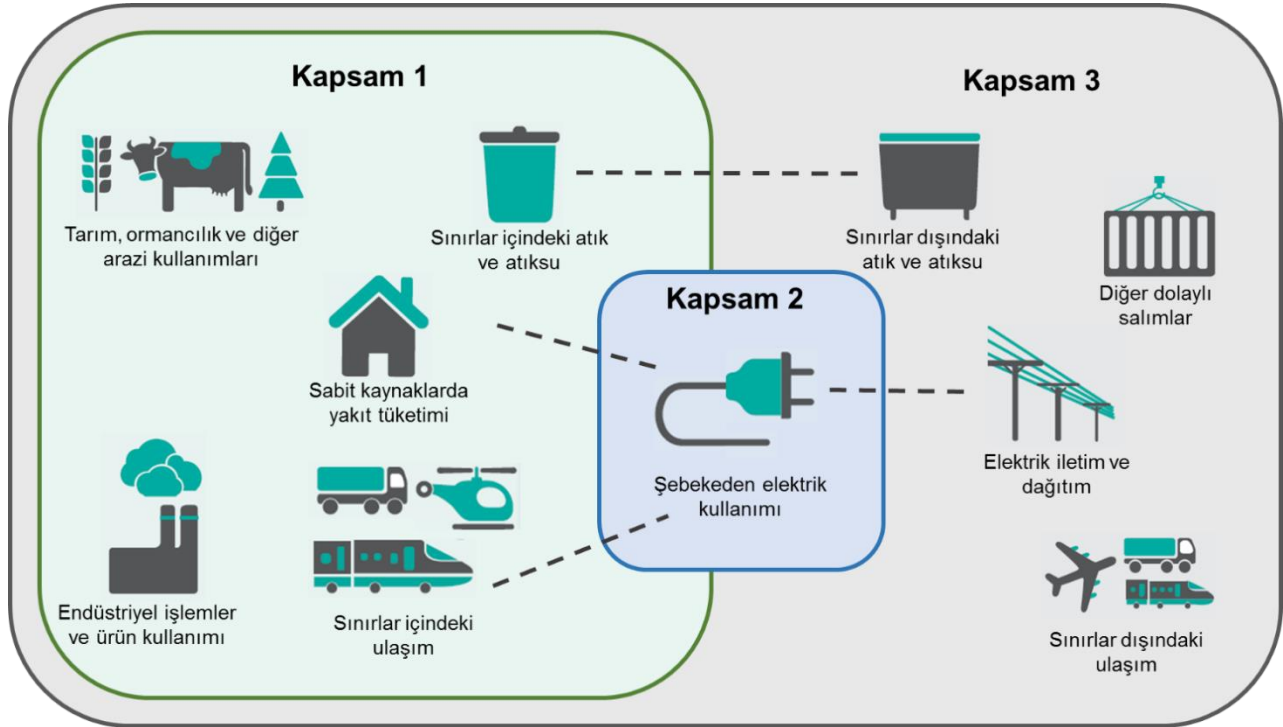 Kapsam 1
Tarım, ormancılık ve diğer
arazi kullanımları
Sınırlar içindeki atık
ve atıksu
Sabit kaynaklarda
yakıt tüketimi
Endüstriyel işlemler
ve ürün kullanımı
Sınırlar içindeki
ulaşım
Kapsam 2
Şebekeden elektrik
kullanımı
Kapsam 3
Sınırlar dışındaki
atık ve atıksu
Diğer dolaylı
salımlar
Elektrik iletim ve
dağıtım
Sınırlar dışındaki
ulaşım